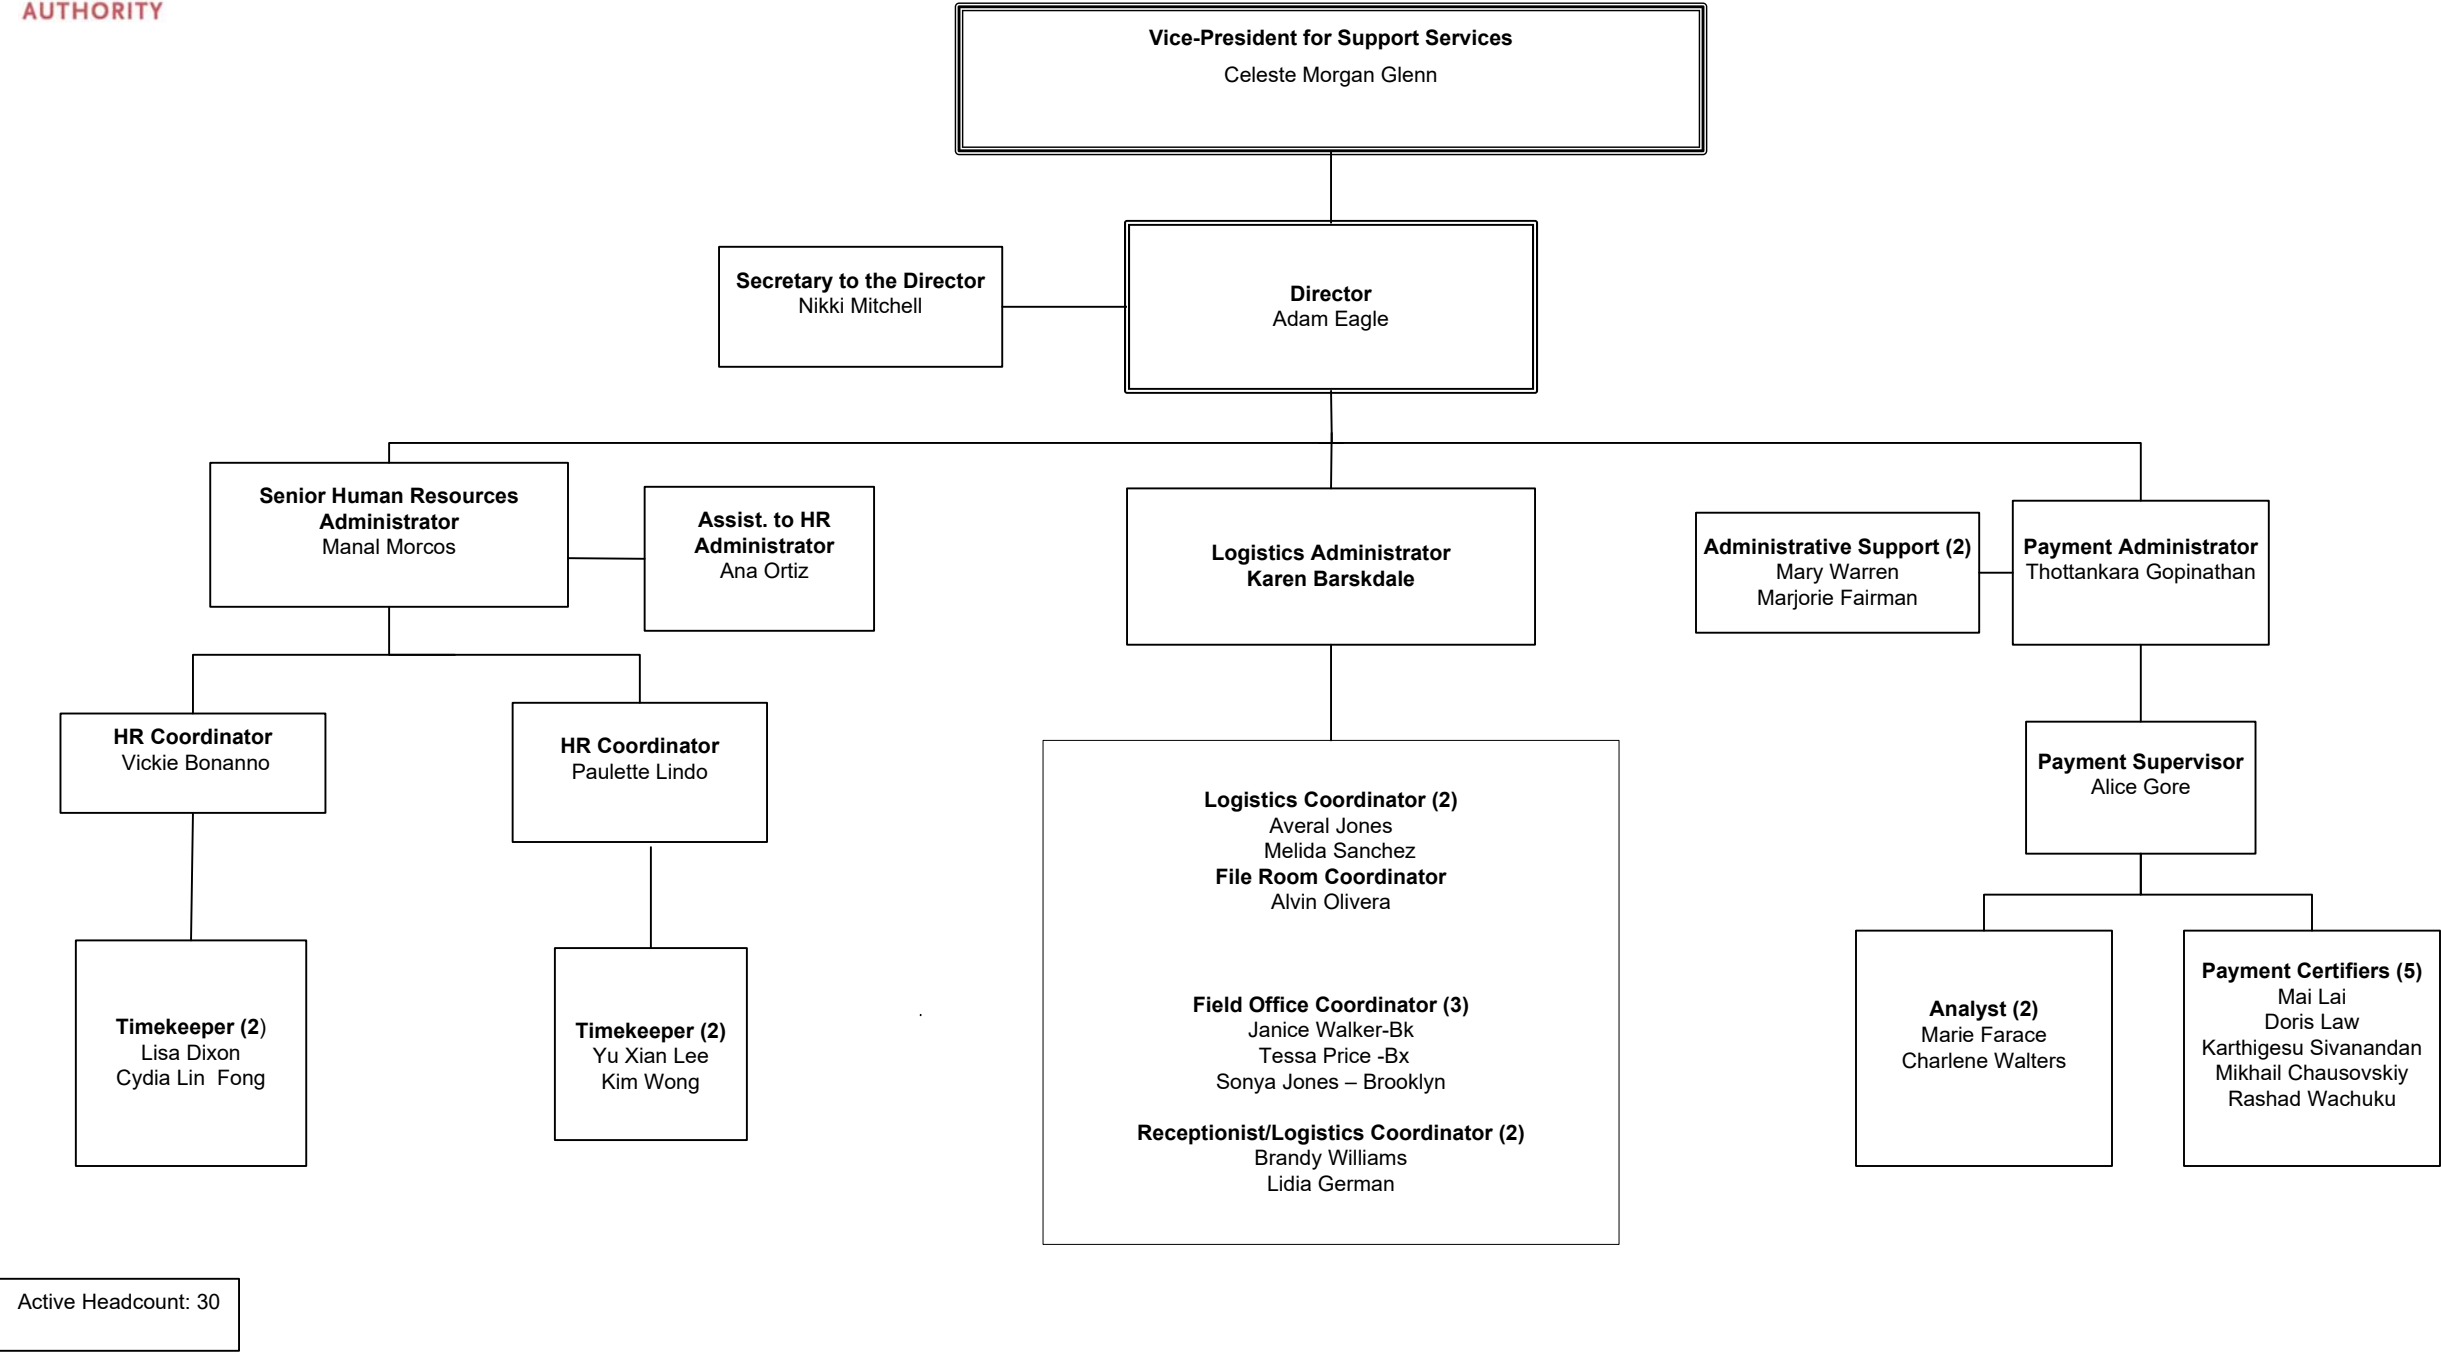 AUTHORITY
Vice-President for Support Services
Celeste Morgan Glenn
Secretary to the Director
Nikki Mitchell
Director
Adam Eagle
Senior Human Resources
Administrator
Manal Morcos
Assist. to HR
Administrator
Ana Ortiz
Logistics Administrator
Karen Barskdale
Administrative Support (2)
Mary Warren
Marjorie Fairman
Payment Administrator
Thottankara Gopinathan
HR Coordinator
Vickie Bonanno
HR Coordinator
Paulette Lindo
Payment Supervisor
Alice Gore
Timekeeper (2)
Lisa Dixon
Cydia Lin  Fong
Timekeeper (2)
Yu Xian Lee
Kim Wong
Logistics Coordinator (2)
Averal Jones
Melida Sanchez
File Room Coordinator
Alvin Olivera
Field Office Coordinator (3)
Janice Walker-Bk
Tessa Price -Bx
Sonya Jones – Brooklyn
Receptionist/Logistics Coordinator (2)
Brandy Williams
Lidia German
Analyst (2)
Marie Farace
Charlene Walters
Payment Certifiers (5)
Mai Lai
Doris Law
Karthigesu Sivanandan
Mikhail Chausovskiy
Rashad Wachuku
Active Headcount: 30